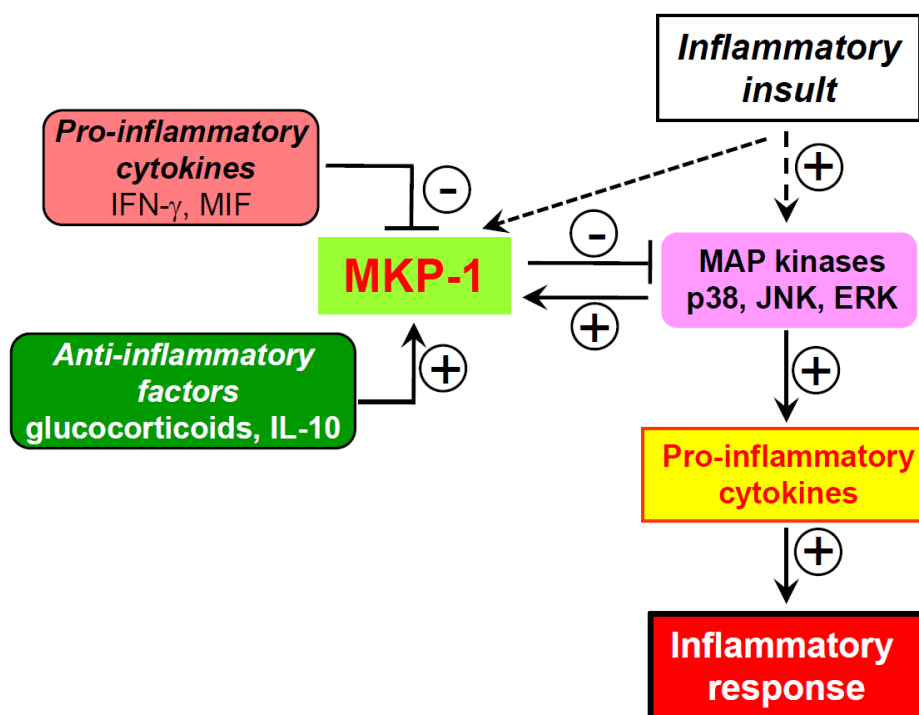 Inflammatory
insult
+
Pro-inflammatory
cytokines
IFN-γ, MIF
-
-
MKP-1
MAP kinases
p38, JNK, ERK
+
Anti-inflammatory
factors
glucocorticoids, IL-10
+
+
Pro-inflammatory
cytokines
+
Inflammatory
response